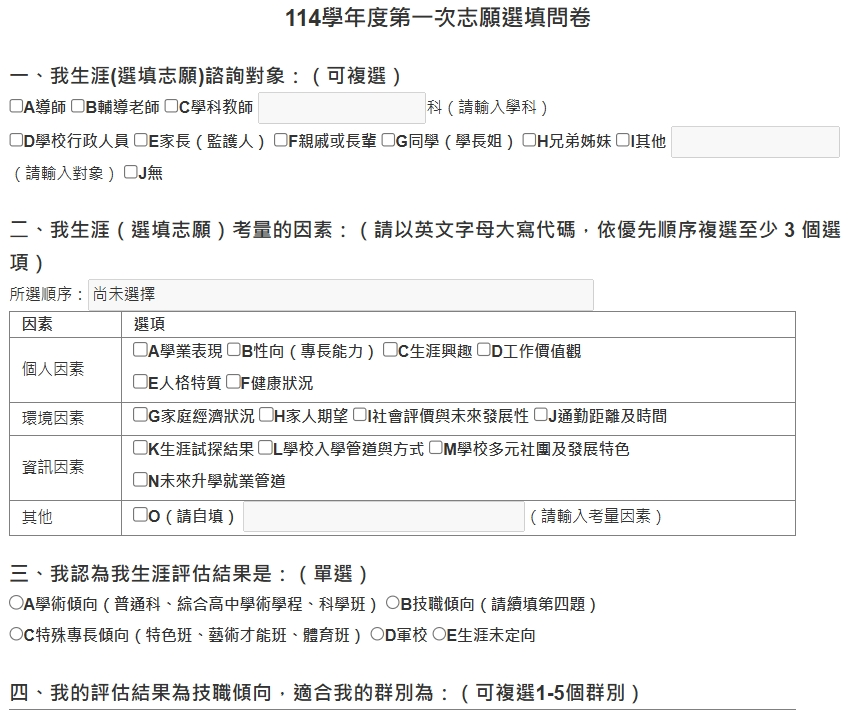 114學年度第一次志願選填問卷
一、我生涯(選填志願)諮詢對象：（可複選）
A導師 B輔導老師 C學科教師 科（請輸入學科）
D學校行政人員 E家長（監護人） F親戚或長輩 G同學（學長姐） H兄弟姊妹 I其他
（請輸入對象） J無
二、我生涯（選填志願）考量的因素：（請以英文字母大寫代碼，依優先順序複選至少 3 個選
項）
所選順序：尚未選擇
因素 選項
個人因素 A學業表現 B性向（專長能力） C生涯興趣 D工作價值觀
E人格特質 F健康狀況
環境因素 G家庭經濟狀況 H家人期望 I社會評價與未來發展性 J通勤距離及時間
資訊因素 K生涯試探結果 L學校入學管道與方式 M學校多元社團及發展特色
N未來升學就業管道
其他 O（請自填） （請輸入考量因素）
三、我認為我生涯評估結果是：（單選）
A學術傾向（普通科、綜合高中學術學程、科學班） B技職傾向（請續填第四題）
C特殊專長傾向（特色班、藝術才能班、體育班） D軍校 E生涯未定向
四、我的評估結果為技職傾向，適合我的群別為：（可複選1-5個群別）